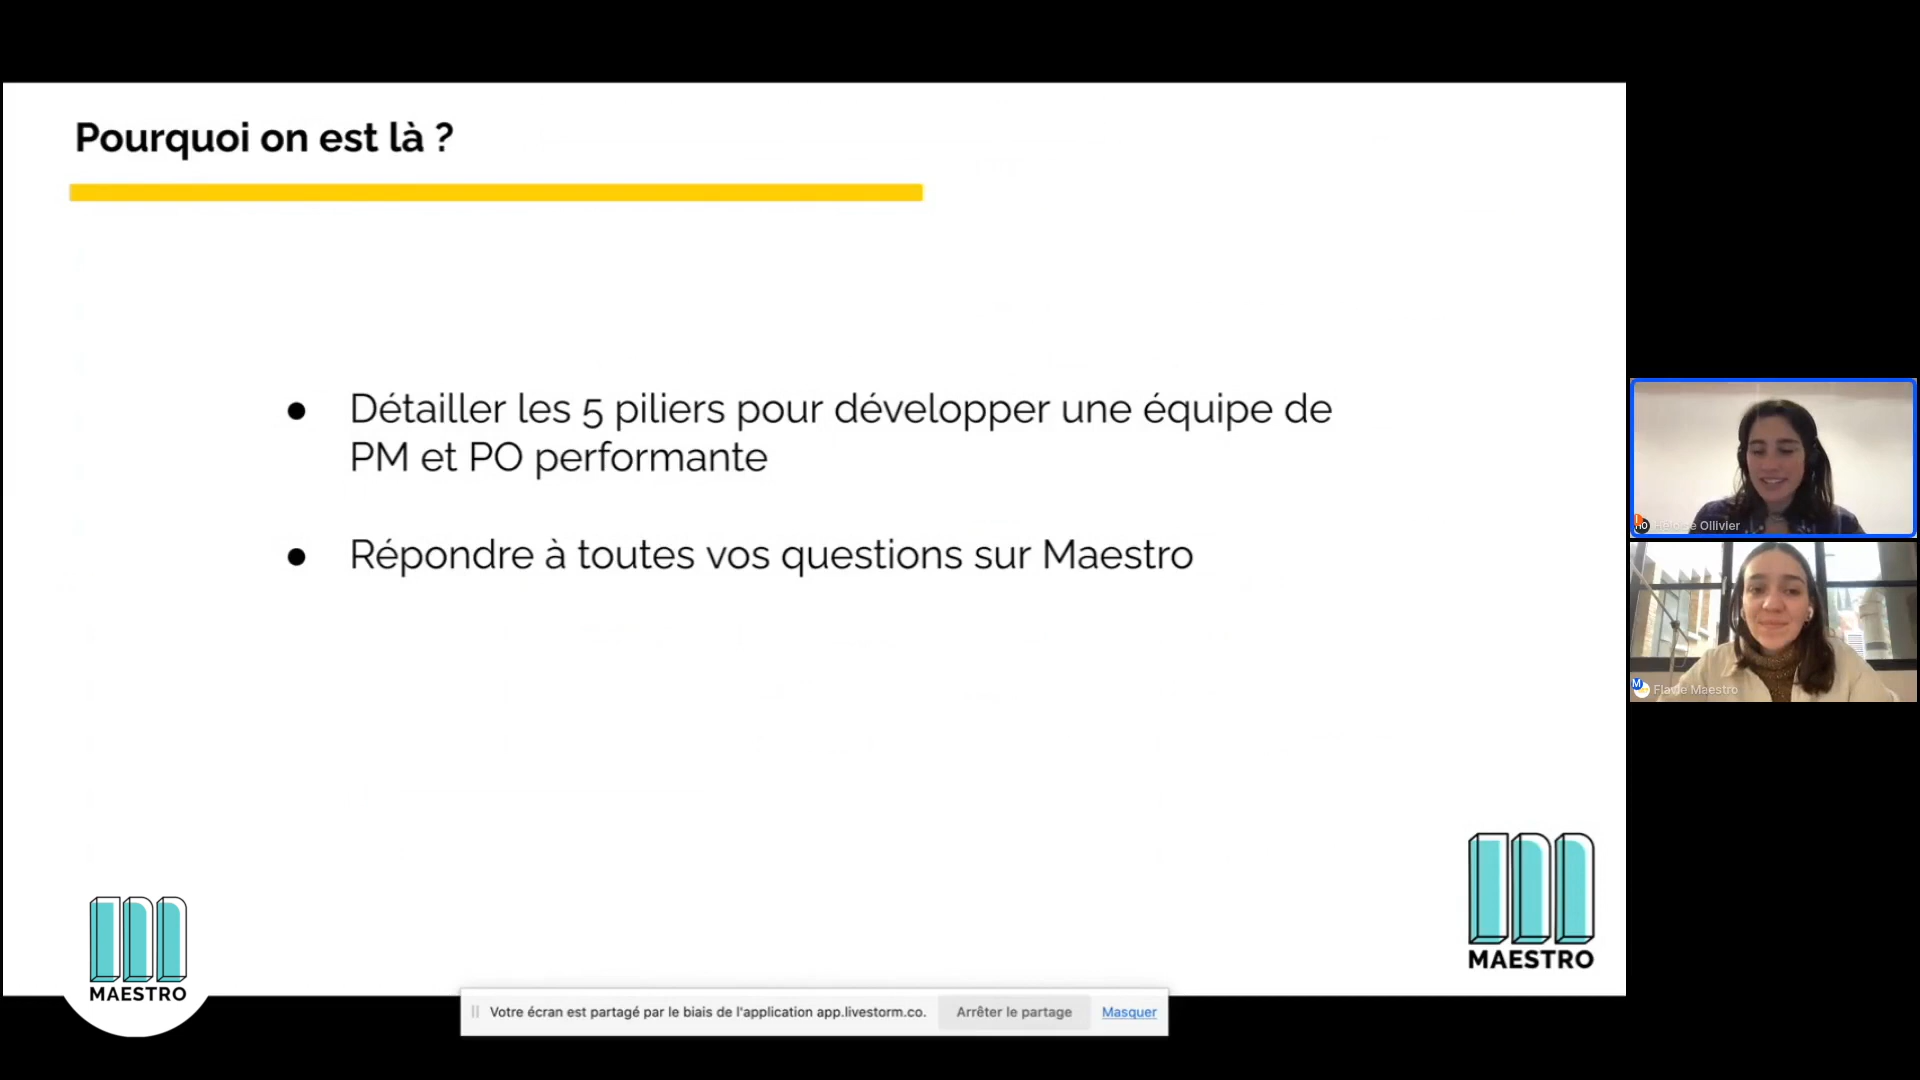 Pourquoi on est là ?
● Détailler les 5 piliers pour développer une équipe de
PM et PO performante
● Répondre à toutes vos questions sur Maestro
MAESTRO
MAESTRO
Votre écran est partagé par le biais de l'application app.livestorm.co.
Arrêter le partage
Masquer
Ollivier
Flavie Maestro